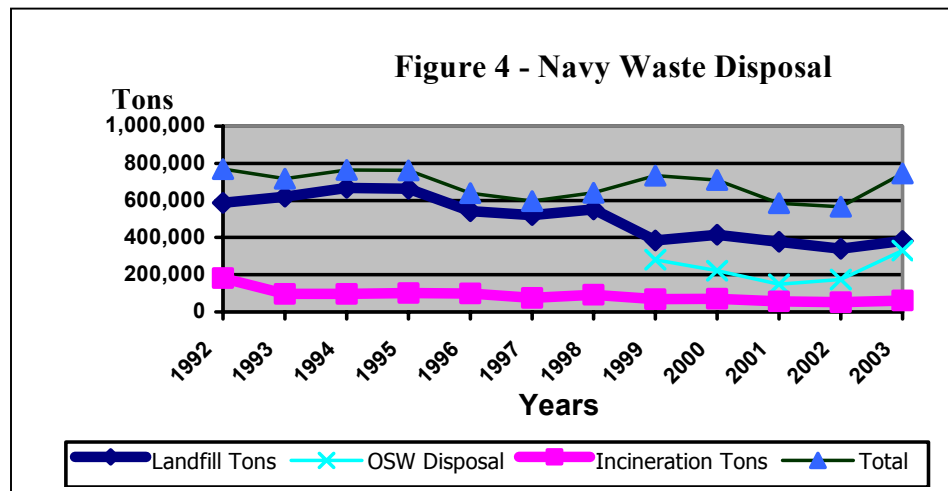 Figure 4 - Navy Waste Disposal
Tons
1,000,000
800,000
600,000
400,000
200,000
0
1992 1993 1994 1995 1996 1997 1998 1999 2000 2001 2002 2003
Years
Landfill Tons OSW Disposal Incineration Tons Total